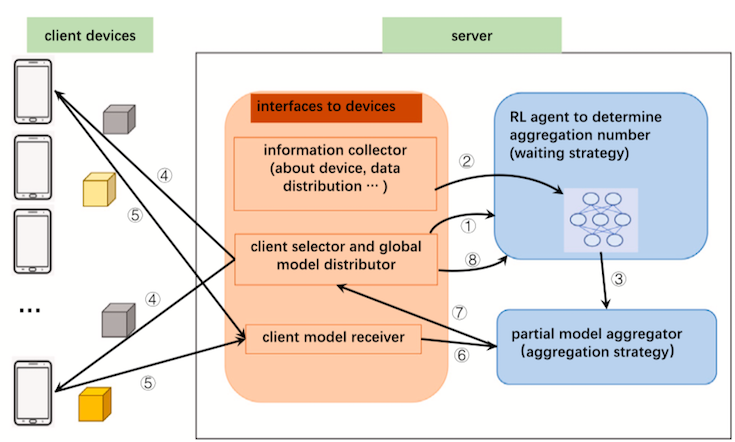 client devices
server
interfaces to devices
information collector
(about device, data
distribution ··· )
RL agent to determine
aggregation number
(waiting strategy)
②
④
⑤
①
client selector and global
model distributor
⑧
③
...
④
⑦
client model receiver
⑥
partial model aggregator
(aggregation strategy)
⑤